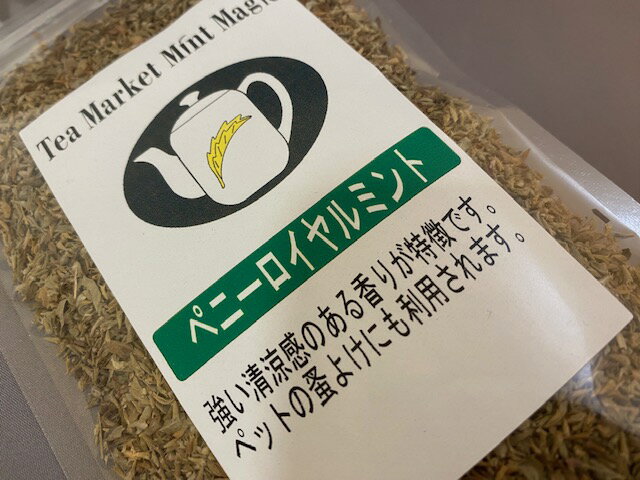 Tea Market Mint Magic
ペニーロイヤルミント
強い清涼感のある香りが特徴です。
ペットの蚤よけにも利用されます。